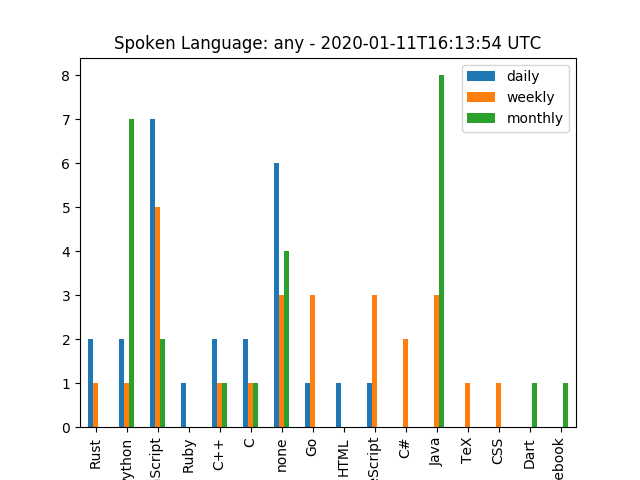 Spoken Language: any - 2020-01-11T16:13:54 UTC
daily
weekly
monthly
8
7
6
5
4
3
2
1
0
Rust
ython
Script
Ruby
C++
C
none
Go
HTML
eScript
C#
Java
TeX
CSS
Dart
ebook